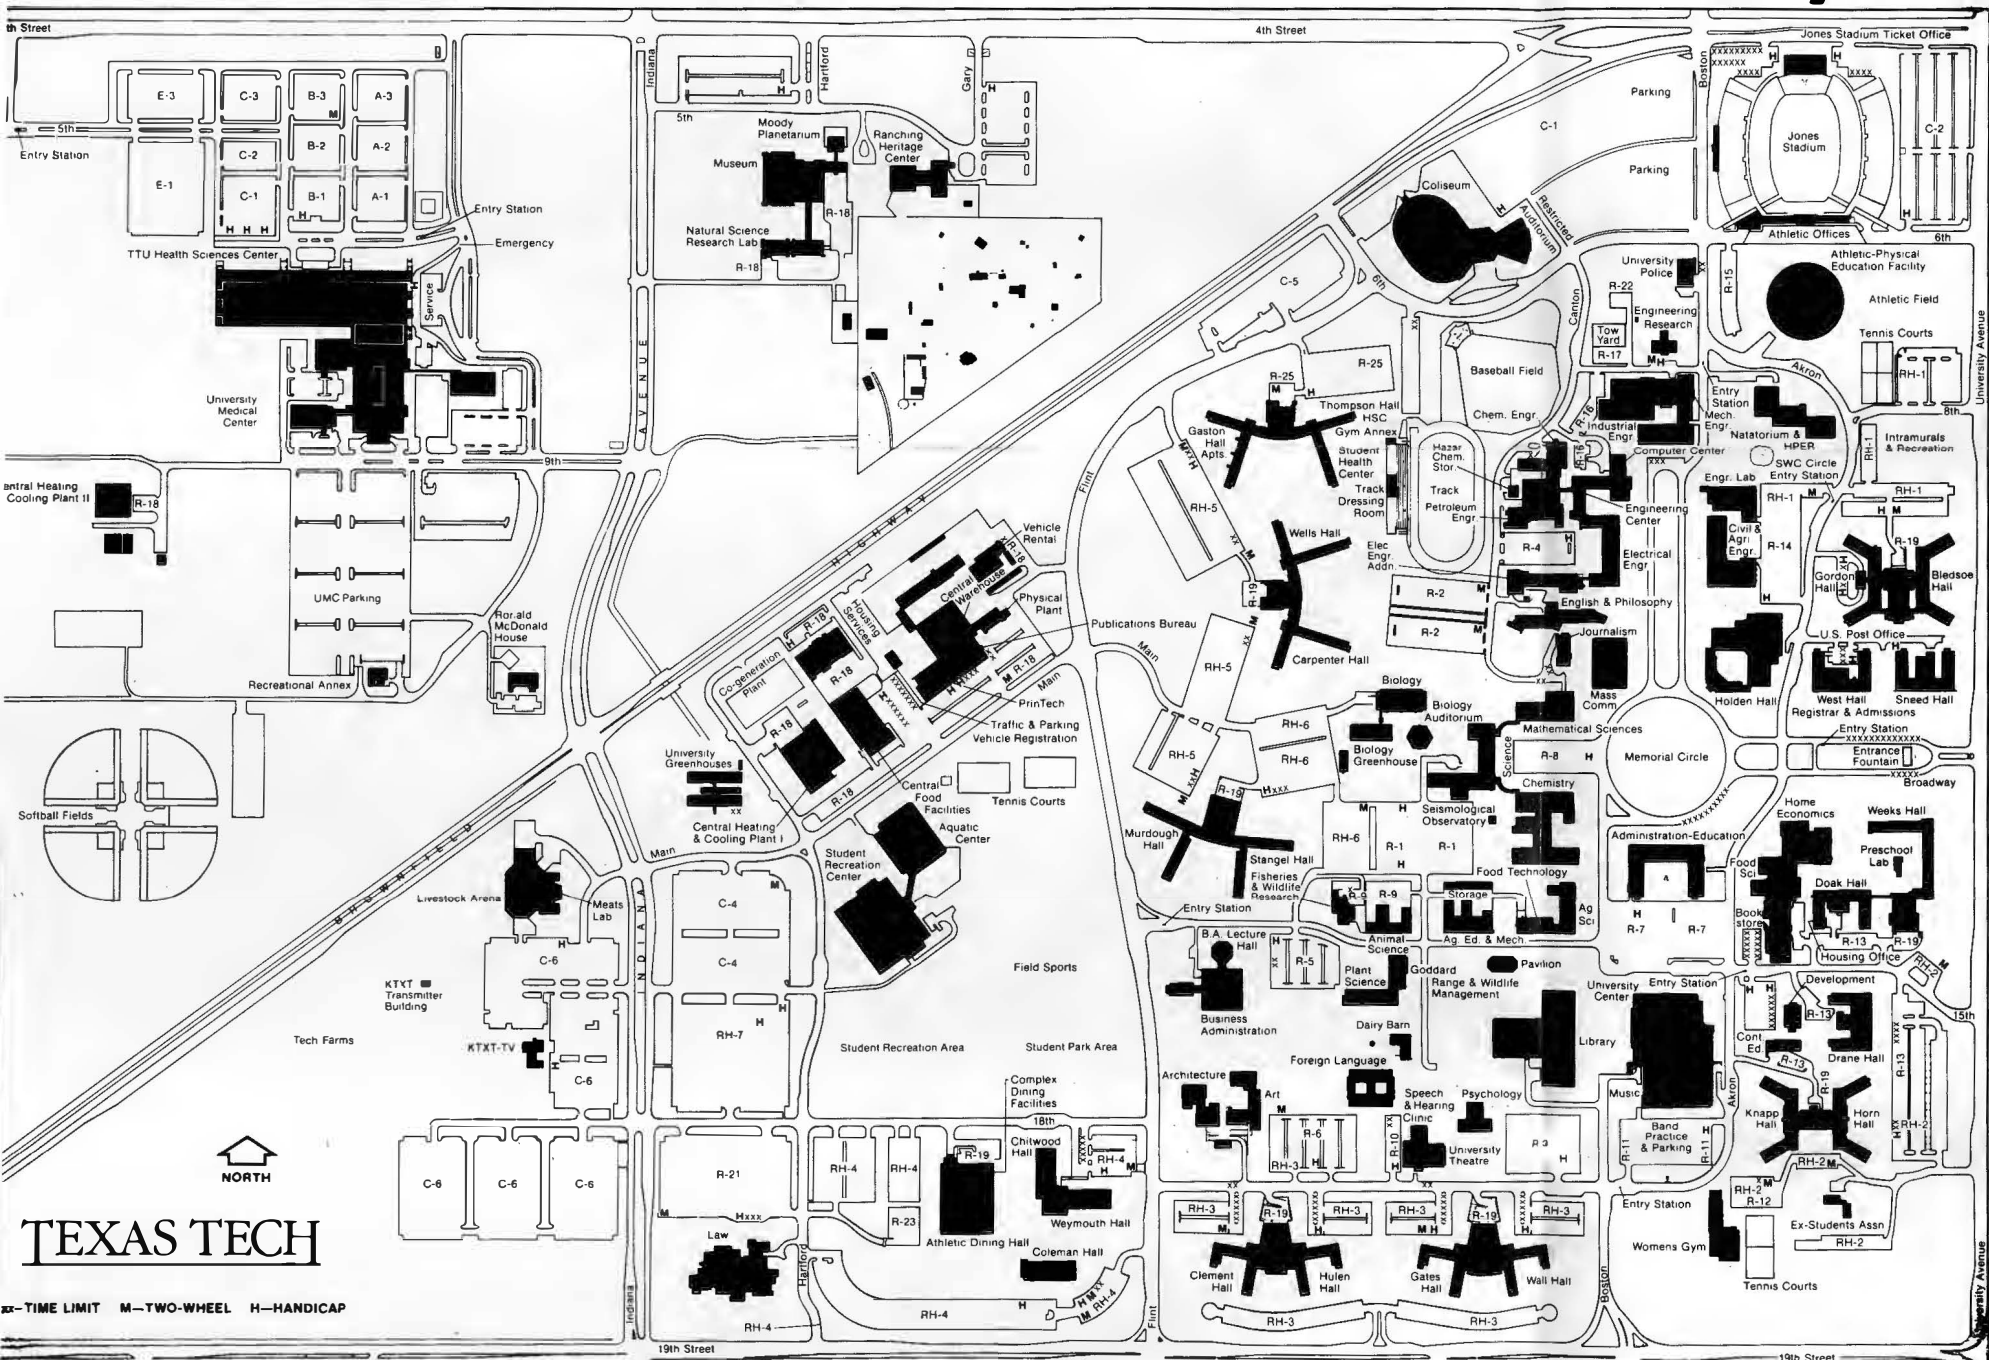 th Street
4th Street
Jones Stadium Ticket Office
Indiana
Hartford
Gary
Boston
E-3
C-3
B-3
A-3
M
H
5th
5th
Entry Station
C-2
B-2
A-2
E-1
C-1
B-1
A-1
H
H H H
Entry Station
Emergency
TTU Health Sciences Center
Service
University
Medical
Center
9th
entral Heating
Cooling Plant II
R-18
UMC Parking
Ronald
McDonald
House
Recreational Annex
Softball Fields
AVENUE
Moody
Planetarium
Ranching
Heritage
Center
Museum
R-18
Natural Science
Research Lab
R-18
Parking
C-1
Parking
Jones
Stadium
C-2
Coliseum
Restricted
Auditorium
Athletic Offices
6th
University
Police
Athletic-Physical
Education Facility
R-15
Athletic Field
Canton
C-5
6th
R-22
Engineering
Research
Tow
Yard
R-17
M H
Tennis Courts
RH-1
8th
Akron
University Avenue
R-25
R-25
M
H
Baseball Field
Thompson Hall
HSC
Gaston
Hall
Apts.
Gym Annex
Student
Health
Center
Track
Dressing
Room
Chem. Engr.
R-16
R-16
Industrial
Engr.
Entry
Station
Mech.
Engr.
Natatorium &
HPER
Intramurals
& Recreation
RH-1
Hazar
Chem.
Stor.
Track
Petroleum
Engr.
Computer Center
SWC Circle
Entry Station
Engr. Lab
RH-1
M
RH-1
H M
Engineering
Center
Civil &
Agri
Engr.
R-14
R-19
Electrical
Engr
R-4
H
Elec
Engr.
Addn.
Gordon
Hall
Bledsoe
Hall
H
Flint
RH-5
Wells Hall
R-19
R-2
M
R-2
M
English & Philosophy
Journalism
U.S. Post Office
HIGHWAY
Vehicle
Rental
R-18
Central
Warehouse
Physical
Plant
Publications Bureau
Housing
Services
R-18
R-18
R-18
Co-generation
Plant
Main
Main
RH-5
Carpenter Hall
Holden Hall
West Hall
Sneed Hall
Registrar & Admissions
Mass
Comm
PrinTech
Traffic & Parking
Vehicle Registration
R-18
Biology
Biology
Auditorium
RH-6
RH-6
Biology
Greenhouse
Mathematical Sciences
Science
R-8
H
Memorial Circle
Entry Station
Entrance
Fountain
Broadway
University
Greenhouses
Central
Food
Facilities
Tennis Courts
R-18
Central Heating
& Cooling Plant I
RH-5
R-19
Hxxx
Chemistry
Seismological
Observatory
Murdough
Hall
Stangel Hall
RH-6
R-1
R-1
H
M
H
Aquatic
Center
Student
Recreation
Center
Home
Economics
Weeks Hall
Preschool
Lab
Administration-Education
Food
Sci
Doak Hall
Fisheries
& Wildlife
Research
Food Technology
R-9
R-9
Storage
Ag
Sci
R-7
R-7
H
Book
store
R-13
R-19
Housing Office
RH-2
M
Main
BROWNFIELD
INDIANA
Livestock Arena
Meats
Lab
C-4
M
C-4
C-6
H
Entry Station
B.A. Lecture
Hall
Animal
Science
Ag. Ed. & Mech.
R-5
Plant
Science
Goddard
Range & Wildlife
Management
Pavilion
University
Center
Entry Station
Development
R-13
15th
Business
Administration
Field Sports
KTXT
Transmitter
Building
KTXT-TV
Tech Farms
C-6
RH-7
H
H
Student Recreation Area
Student Park Area
Dairy Barn
Foreign Language
Library
Cont.
Ed.
Drane Hall
R-13
R-13
R-19
Architecture
Art
Speech
& Hearing
Clinic
Psychology
Music
Akron
Knapp
Hall
Horn
Hall
RH-2
Complex
Dining
Facilities
18th
Chitwood
Hall
R-6
RH-3
H
M
R-10
H
University
Theatre
R 3
H
Band
Practice
& Parking
R-11
R-11
H
RH-2 M
NORTH
C-6
C-6
C-6
R-21
M
Hxxx
RH-4
RH-4
R-19
R-23
RH-4
H
M
Weymouth Hall
Athletic Dining Hall
Coleman Hall
RH-3
RH-3
RH-3
RH-3
R-19
R-19
M
H
M H
H
Entry Station
RH-2
R-12
Ex-Students Assn
RH-2
Womens Gym
Tennis Courts
Law
Hartford
Clement
Hall
Hulen
Hall
Gates
Hall
Wall Hall
Boston
University Avenue
TEXAS TECH
xx-TIME LIMIT M-TWO-WHEEL H-HANDICAP
Indiana
RH-4
RH-4
H
H M xx
M RH-4
Flint
RH-3
RH-3
19th Street
19th Street